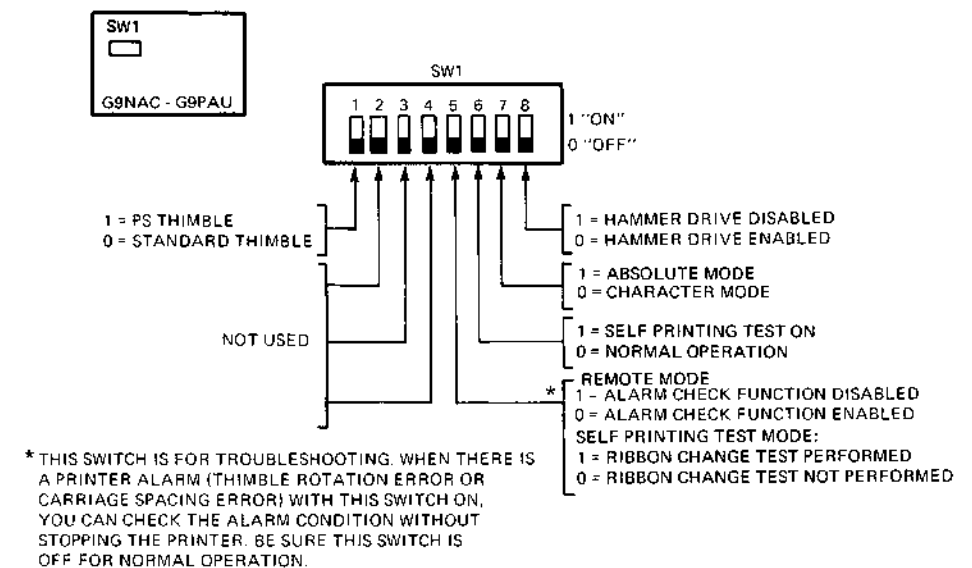 SW1
G9NAC - G9PAU
SW1
1 2 3 4 5 6 7 8
1 "ON"
0 "OFF"
1 = PS THIMBLE
0 = STANDARD THIMBLE
NOT USED
1 = HAMMER DRIVE DISABLED
0 = HAMMER DRIVE ENABLED
1 = ABSOLUTE MODE
0 = CHARACTER MODE
1 = SELF PRINTING TEST ON
0 = NORMAL OPERATION
* REMOTE MODE
1 - ALARM CHECK FUNCTION DISABLED
0 = ALARM CHECK FUNCTION ENABLED
SELF PRINTING TEST MODE:
1 = RIBBON CHANGE TEST PERFORMED
0 = RIBBON CHANGE TEST NOT PERFORMED
* THIS SWITCH IS FOR TROUBLESHOOTING. WHEN THERE IS
A PRINTER ALARM (THIMBLE ROTATION ERROR OR
CARRIAGE SPACING ERROR) WITH THIS SWITCH ON,
YOU CAN CHECK THE ALARM CONDITION WITHOUT
STOPPING THE PRINTER. BE SURE THIS SWITCH IS
OFF FOR NORMAL OPERATION.